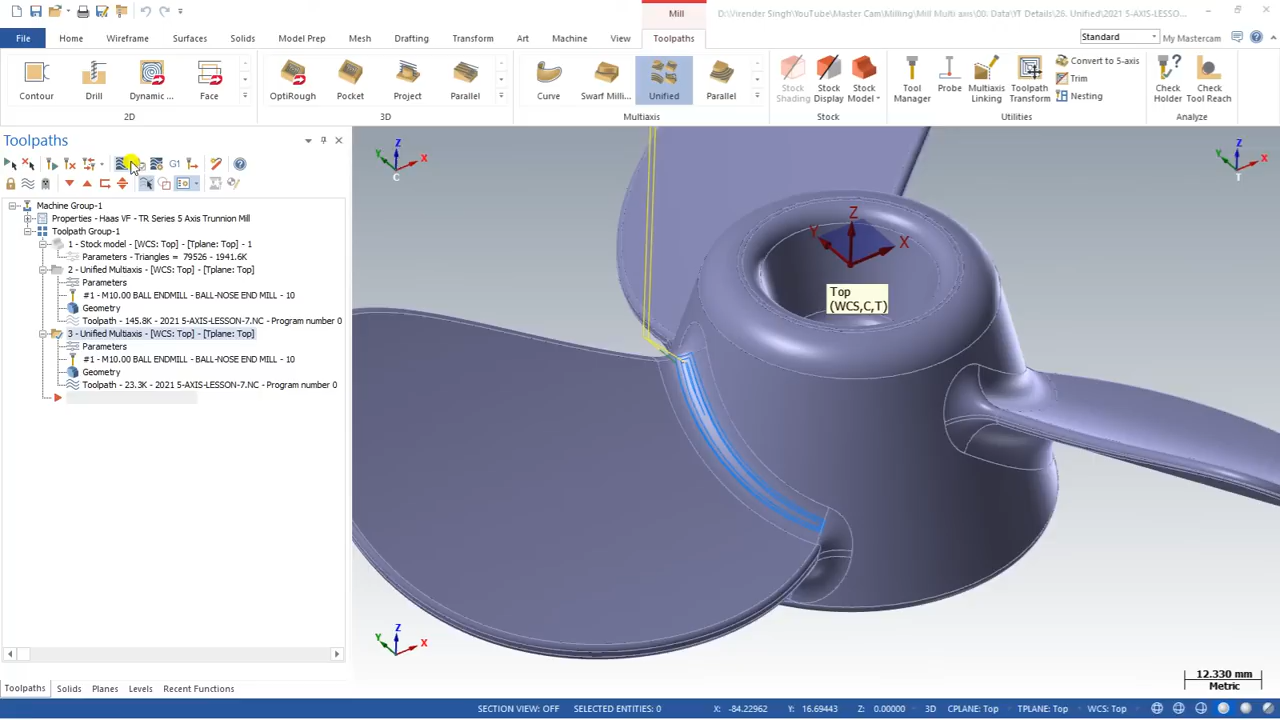 Mill
D:\Virender Singh\YouTube\Master Cam\Milling\Mill Multi axis\00. Data\YT Details\26. Unified\2021 5-AXIS-LESSO...
File Home Wireframe Surfaces Solids Model Prep Mesh Drafting Transform Art Machine View Toolpaths
Standard My Mastercam
Contour Drill Dynamic ... Face
2D
OptiRough Pocket Project Parallel
3D
Curve Swarf Milli... Unified Parallel
Multiaxis
Stock Shading Stock Display Stock Model
Stock
Tool Manager Probe Multiaxis Linking Toolpath Transform
Convert to 5-axis
Trim
Nesting
Utilities
Check Holder Check Tool Reach
Analyze
Toolpaths
G1
Machine Group-1
Properties - Haas VF - TR Series 5 Axis Trunnion Mill
Toolpath Group-1
1 - Stock model - [WCS: Top] - [Tplane: Top] - 1
Parameters - Triangles = 79526 - 1941.6K
2 - Unified Multiaxis - [WCS: Top] - [Tplane: Top]
Parameters
#1 - M10.00 BALL ENDMILL - BALL-NOSE END MILL - 10
Geometry
Toolpath - 145.8K - 2021 5-AXIS-LESSON-7.NC - Program number 0
3 - Unified Multiaxis - [WCS: Top] - [Tplane: Top]
Parameters
#1 - M10.00 BALL ENDMILL - BALL-NOSE END MILL - 10
Geometry
Toolpath - 23.3K - 2021 5-AXIS-LESSON-7.NC - Program number 0
Z
Y X
C
Z
Y X
T
Z
Y X
Top
(WCS,C,T)
Z
Y X
12.330 mm
Metric
Toolpaths Solids Planes Levels Recent Functions
SECTION VIEW: OFF SELECTED ENTITIES: 0 X: -84.22962 Y: 16.69443 Z: 0.00000 3D CPLANE: Top TPLANE: Top WCS: Top